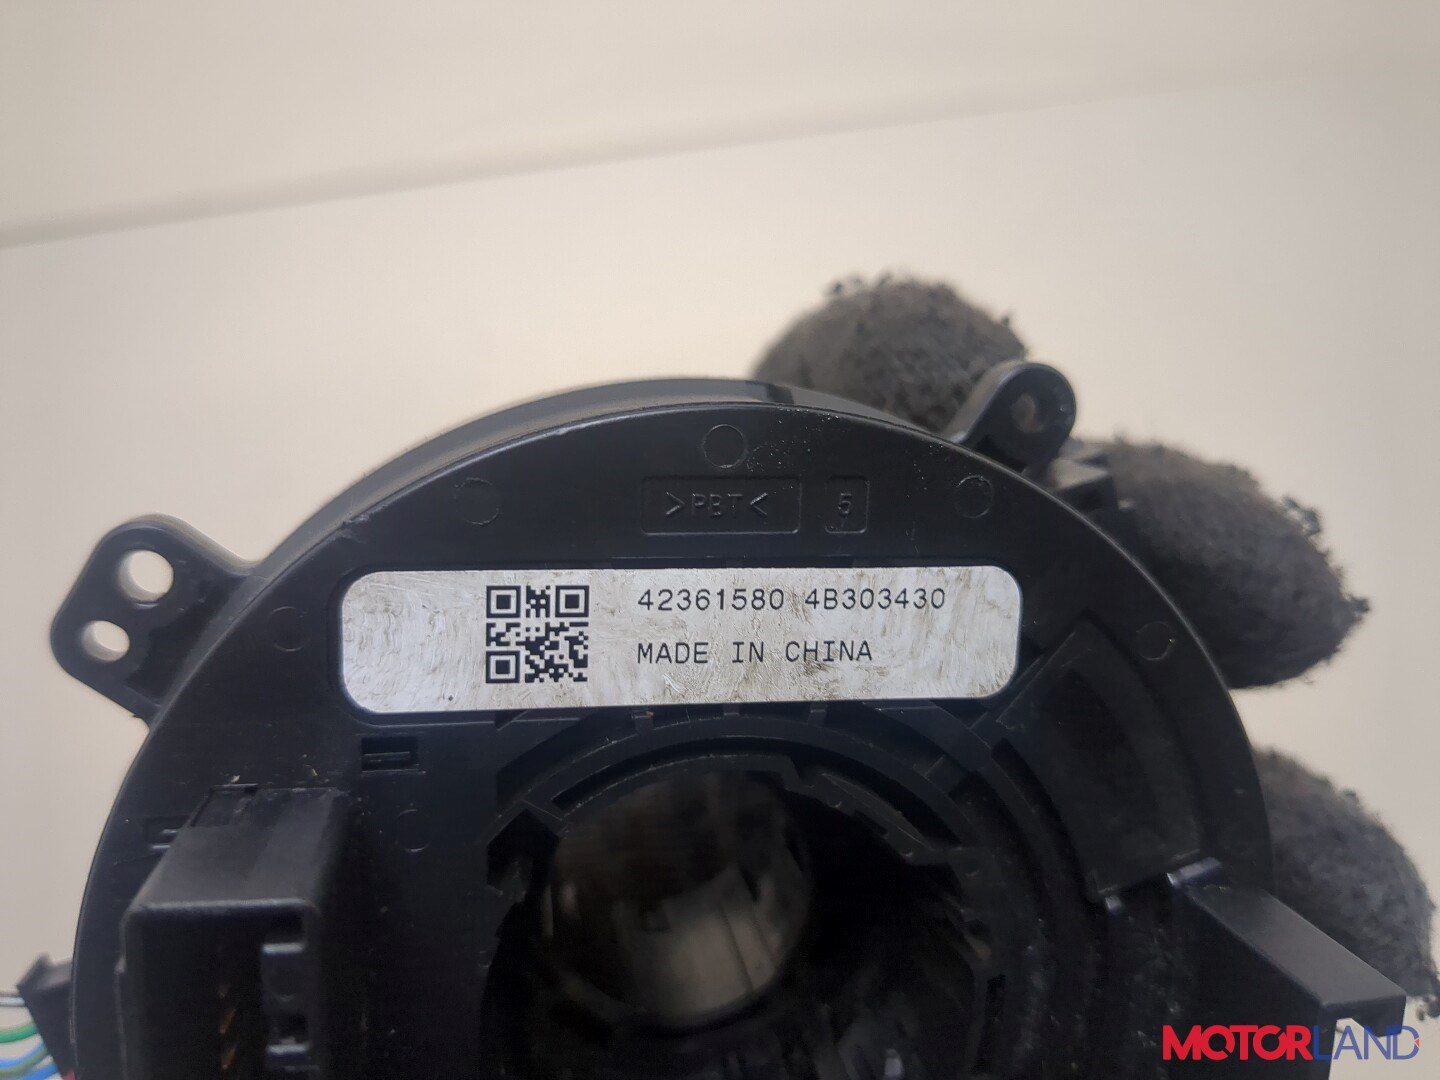 >PBT< 5
42361580 4B303430
MADE IN CHINA
MOTORLAND